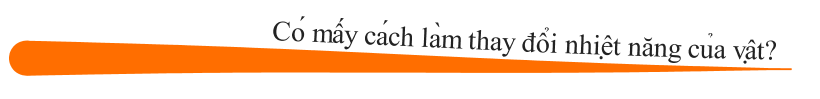 Có mấy cách làm thay đổi nhiệt năng của vật?